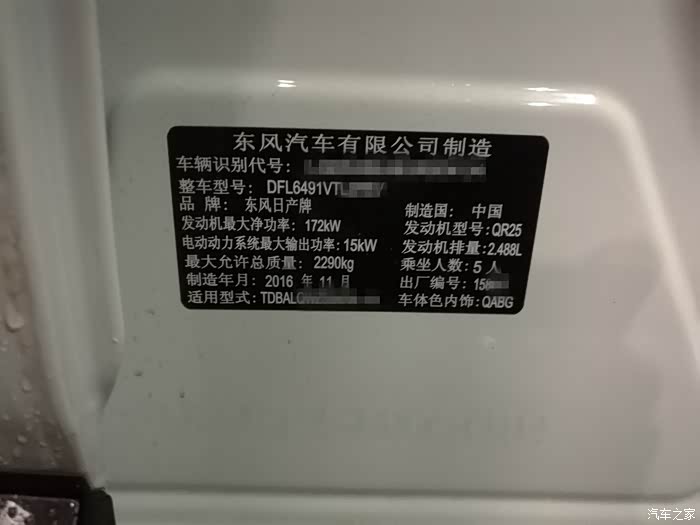 东风汽车有限公司制造
车辆识别代号:
整车型号: DFL6491VT
品 牌: 东风日产牌
制造国: 中国
发动机最大净功率: 172kW
发动机型号:QR25
电动动力系统最大输出功率:15kW
发动机排量:2.488L
最大允许总质量: 2290kg
乘坐人数:5人
制造年月:2016 年 11 月
出厂编号: 15
适用型式:TDBALG
车体色内饰:QABG
汽车之家